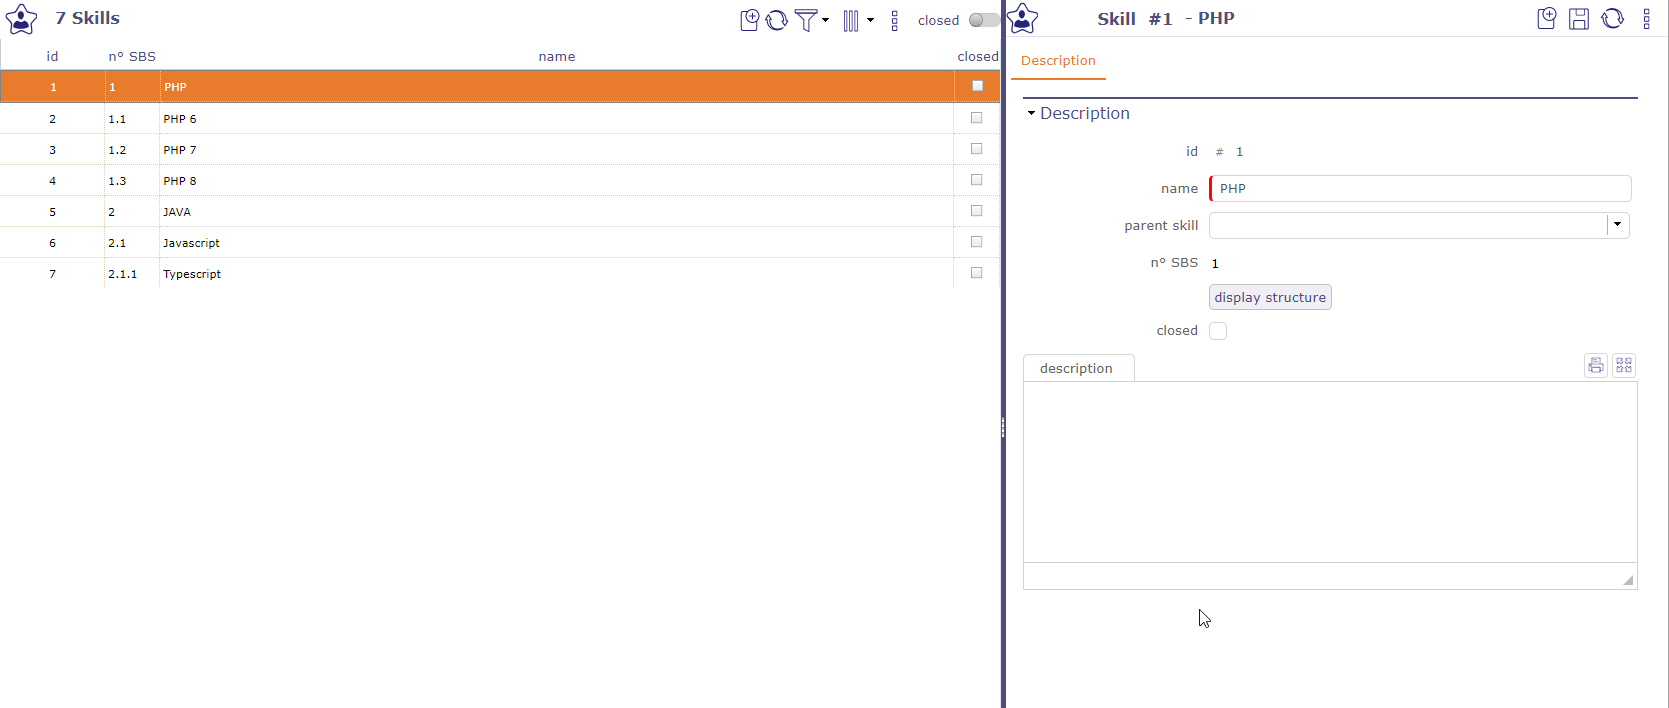 7 Skills
closed
id n° SBS name closed
1 1 PHP
2 1.1 PHP 6
3 1.2 PHP 7
4 1.3 PHP 8
5 2 JAVA
6 2.1 Javascript
7 2.1.1 Typescript
Skill #1 - PHP
Description
Description
id # 1
name PHP
parent skill
n° SBS 1
display structure
closed
description